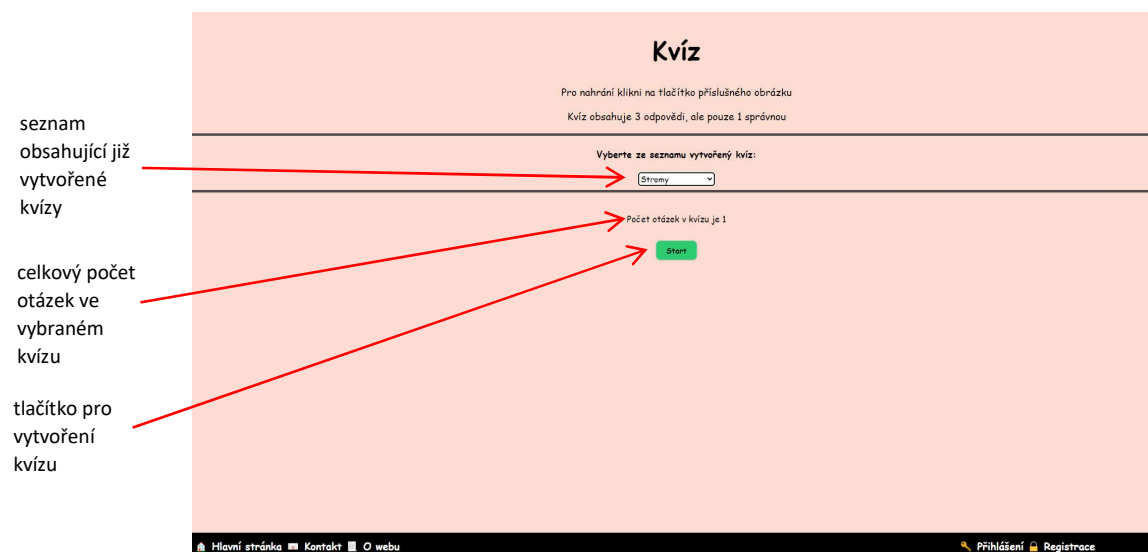 Kvíz
Pro nahrání klikni na tlačítko příslušného obrázku
Kvíz obsahuje 3 odpovědi, ale pouze 1 správnou
seznam
obsahující již
vytvořené
kvízy
Vyberte ze seznamu vytvořený kvíz:
Stromy
celkový počet
otázek ve
vybraném
kvízu
Počet otázek v kvízu je 1
tlačítko pro
vytvoření
kvízu
Start
Hlavní stránka Kontakt O webu Přihlášení Registrace